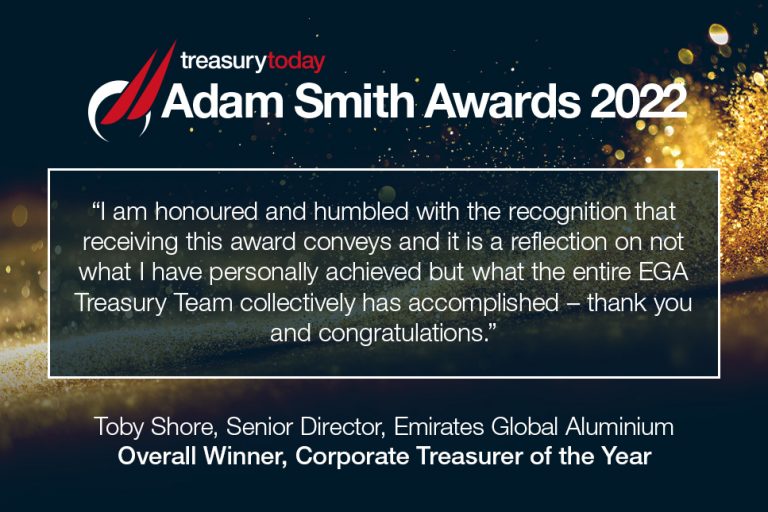 treasurytoday
Adam Smith Awards 2022
“I am honoured and humbled with the recognition that
receiving this award conveys and it is a reflection on not
what I have personally achieved but what the entire EGA
Treasury Team collectively has accomplished – thank you
and congratulations.”
Toby Shore, Senior Director, Emirates Global Aluminium
Overall Winner, Corporate Treasurer of the Year